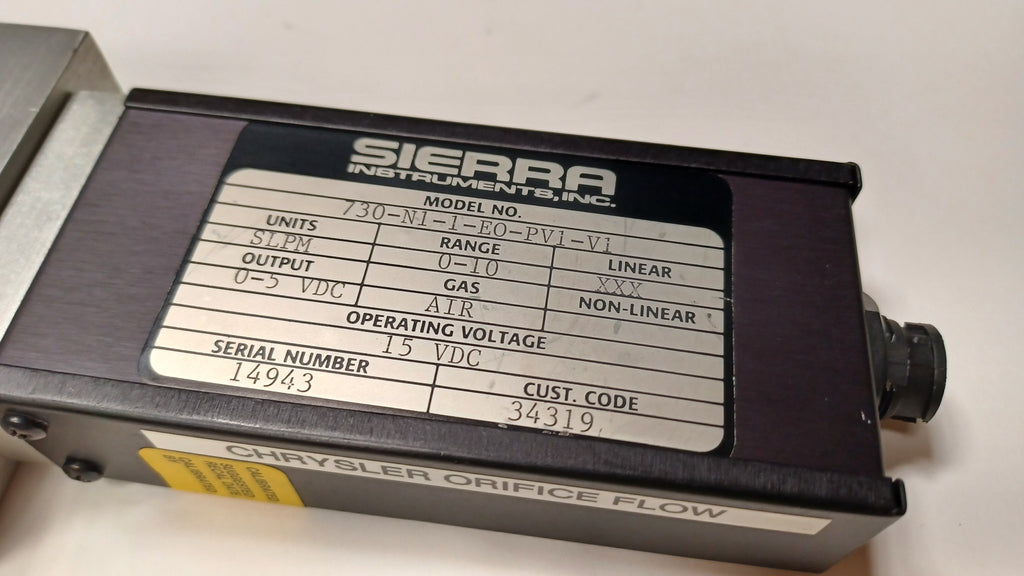 SIERRA
INSTRUMENTS, INC.
MODEL NO.
730-N1-1-EO-PV1-V1
UNITS
SLPM
RANGE
0-10
LINEAR
XXX
OUTPUT
0-5 VDC
GAS
AIR
NON-LINEAR
OPERATING VOLTAGE
15 VDC
SERIAL NUMBER
14943
CUST. CODE
34319
CHRYSLER ORIFICE FLOW